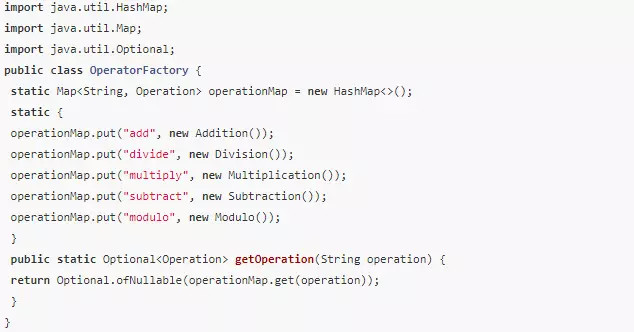 import java.util.HashMap;
import java.util.Map;
import java.util.Optional;
public class OperatorFactory {
 static Map<String, Operation> operationMap = new HashMap<>();
 static {
 operationMap.put("add", new Addition());
 operationMap.put("divide", new Division());
 operationMap.put("multiply", new Multiplication());
 operationMap.put("subtract", new Subtraction());
 operationMap.put("modulo", new Modulo());
 }
 public static Optional<Operation> getOperation(String operation) {
 return Optional.ofNullable(operationMap.get(operation));
 }
}